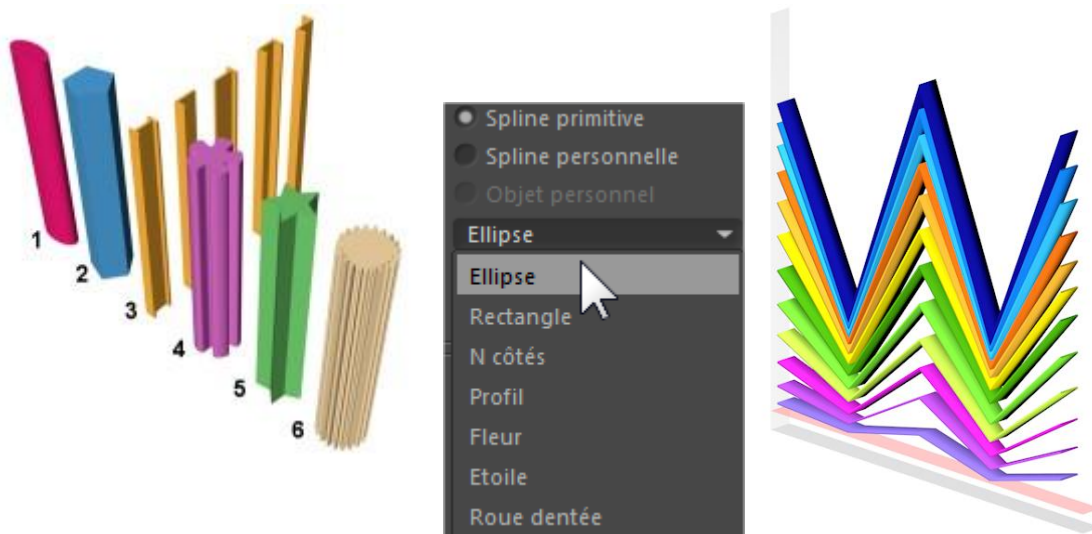 1
2
3
4
5
6
Spline primitive
Spline personnelle
Objet personnel
Ellipse
Ellipse
Rectangle
N côtés
Profil
Fleur
Etoile
Roue dentée